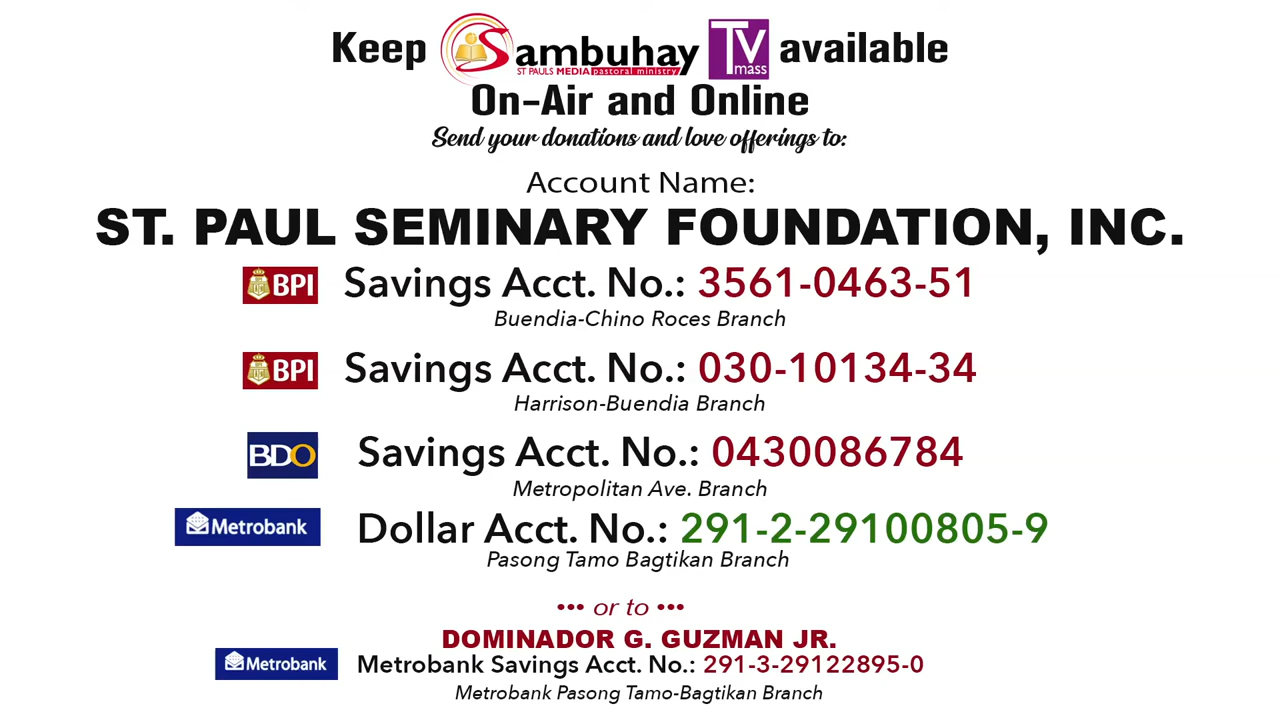 Keep Sambuhay TV mass available
ST PAULS MEDIA pastoral ministry
On-Air and Online
Send your donations and love offerings to:
Account Name:
ST. PAUL SEMINARY FOUNDATION, INC.
BPI Savings Acct. No.: 3561-0463-51
Buendia-Chino Roces Branch
BPI Savings Acct. No.: 030-10134-34
Harrison-Buendia Branch
BDO Savings Acct. No.: 0430086784
Metropolitan Ave. Branch
Metrobank Dollar Acct. No.: 291-2-29100805-9
Pasong Tamo Bagtikan Branch
••• or to •••
DOMINADOR G. GUZMAN JR.
Metrobank Metrobank Savings Acct. No.: 291-3-29122895-0
Metrobank Pasong Tamo-Bagtikan Branch